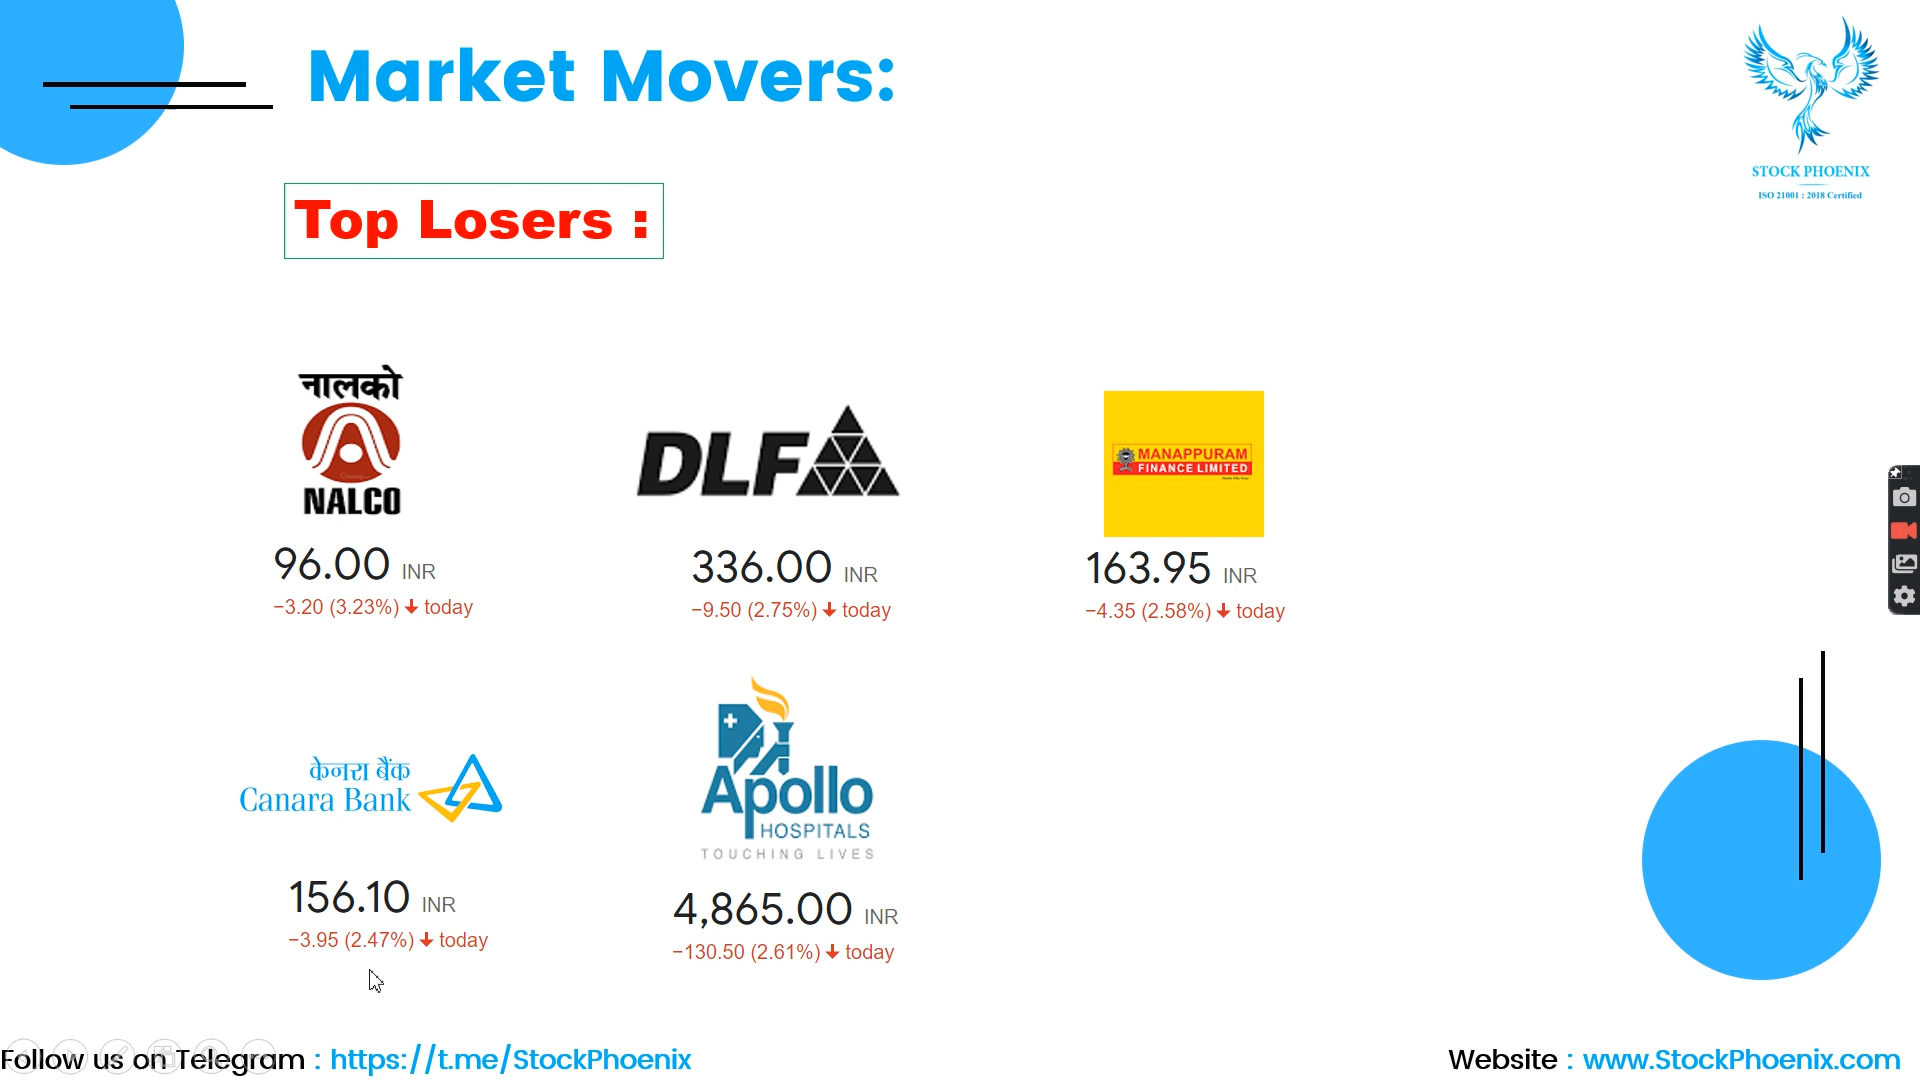 Market Movers:
STOCK PHOENIX
ISO 21001 : 2018 Certified
Top Losers :
नालको
NALCO
96.00 INR
−3.20 (3.23%) ↓ today
DLF
336.00 INR
−9.50 (2.75%) ↓ today
MANAPPURAM
FINANCE LIMITED
163.95 INR
−4.35 (2.58%) ↓ today
केनरा बैंक
Canara Bank
156.10 INR
−3.95 (2.47%) ↓ today
Apollo
HOSPITALS
TOUCHING LIVES
4,865.00 INR
−130.50 (2.61%) ↓ today
Follow us on Telegram : https://t.me/StockPhoenix
Website : www.StockPhoenix.com